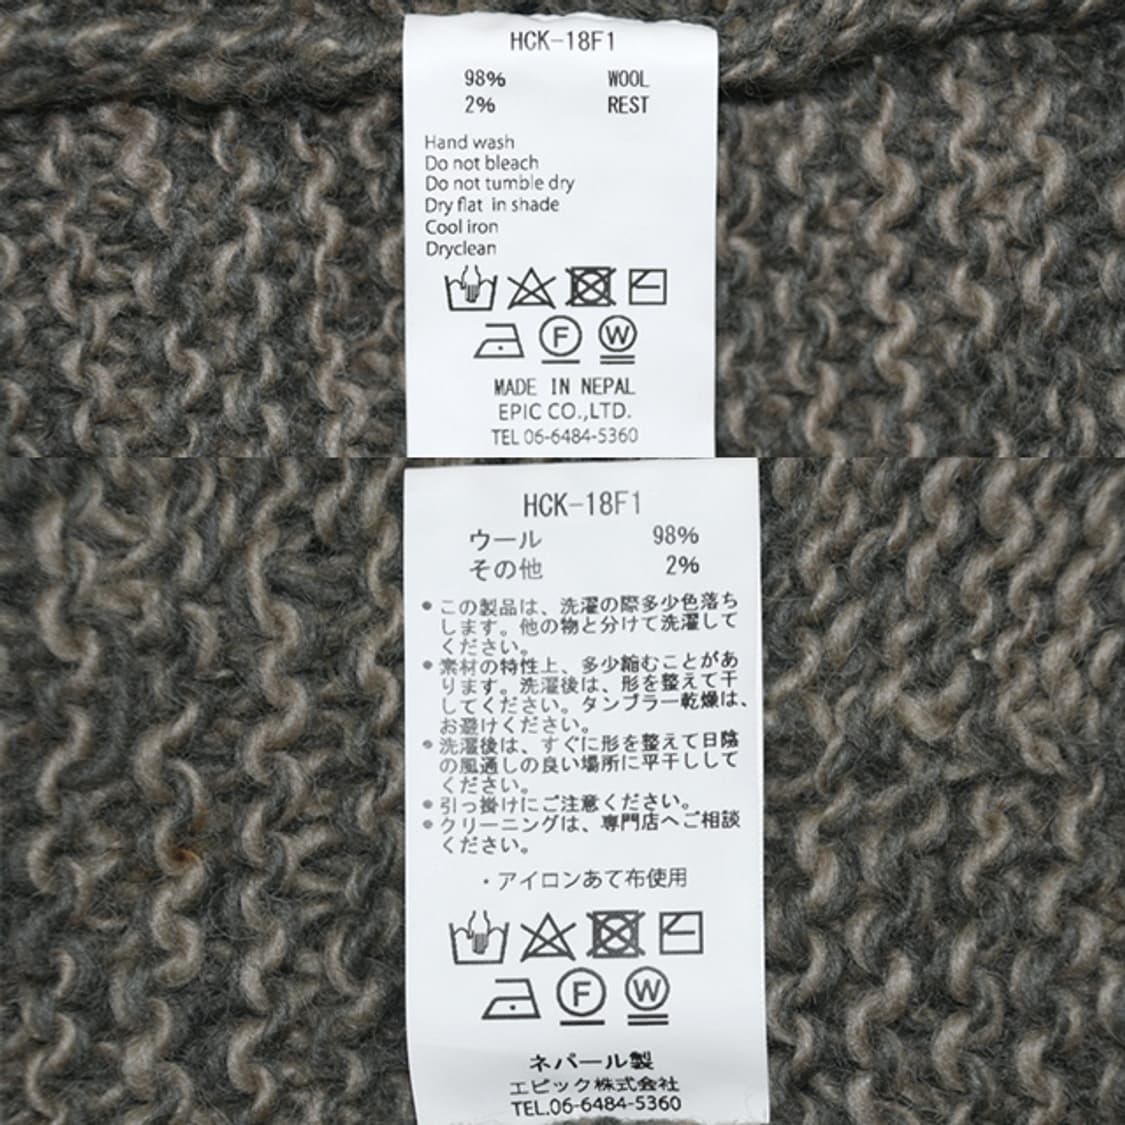 HCK-18F1
98% WOOL
2% REST
Hand wash
Do not bleach
Do not tumble dry
Dry flat in shade
Cool iron
Dryclean
F W
MADE IN NEPAL
EPIC CO.,LTD.
TEL 06-6484-5360
HCK-18F1
ウール 98%
その他 2%
●この製品は、洗濯の際多少色落ち
します。他の物と分けて洗濯して
ください。
●素材の特性上、多少縮むことがあ
ります。洗濯後は、形を整えて干
してください。タンブラー乾燥は、
お避けください。
●洗濯後は、すぐに形を整えて日陰
の風通しの良い場所に平干しして
ください。
●引っ掛けにご注意ください。
●クリーニングは、専門店へご相談
ください。
・アイロンあて布使用
F W
ネパール製
エピック株式会社
TEL.06-6484-5360